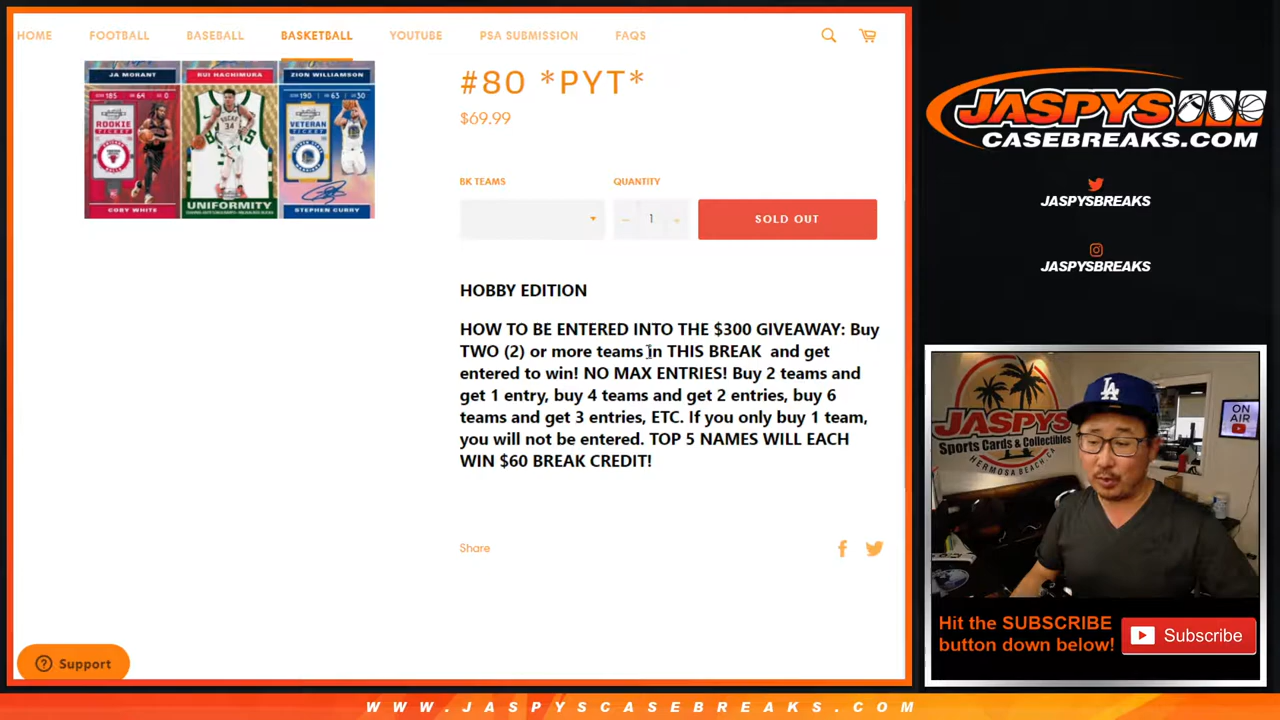 HOME FOOTBALL BASEBALL BASKETBALL YOUTUBE PSA SUBMISSION FAQS
JA MORANT RUI HACHIMURA ZION WILLIAMSON
ROOKIE
TICKET
VETERAN
TICKET
UNIFORMITY
COBY WHITE STEPHEN CURRY
#80 *PYT*
$69.99
BK TEAMS QUANTITY
1 SOLD OUT
HOBBY EDITION
HOW TO BE ENTERED INTO THE $300 GIVEAWAY: Buy
TWO (2) or more teams in THIS BREAK and get
entered to win! NO MAX ENTRIES! Buy 2 teams and
get 1 entry, buy 4 teams and get 2 entries, buy 6
teams and get 3 entries, ETC. If you only buy 1 team,
you will not be entered. TOP 5 NAMES WILL EACH
WIN $60 BREAK CREDIT!
Share
Support
JASPYS
CASEBREAKS.COM
JASPYSBREAKS
JASPYSBREAKS
JASPYS
Sports Cards & Collectibles
HERMOSA BEACH, CA
LA
ON
AIR
Hit the SUBSCRIBE
button down below!
Subscribe
WWW.JASPYSCASEBREAKS.COM